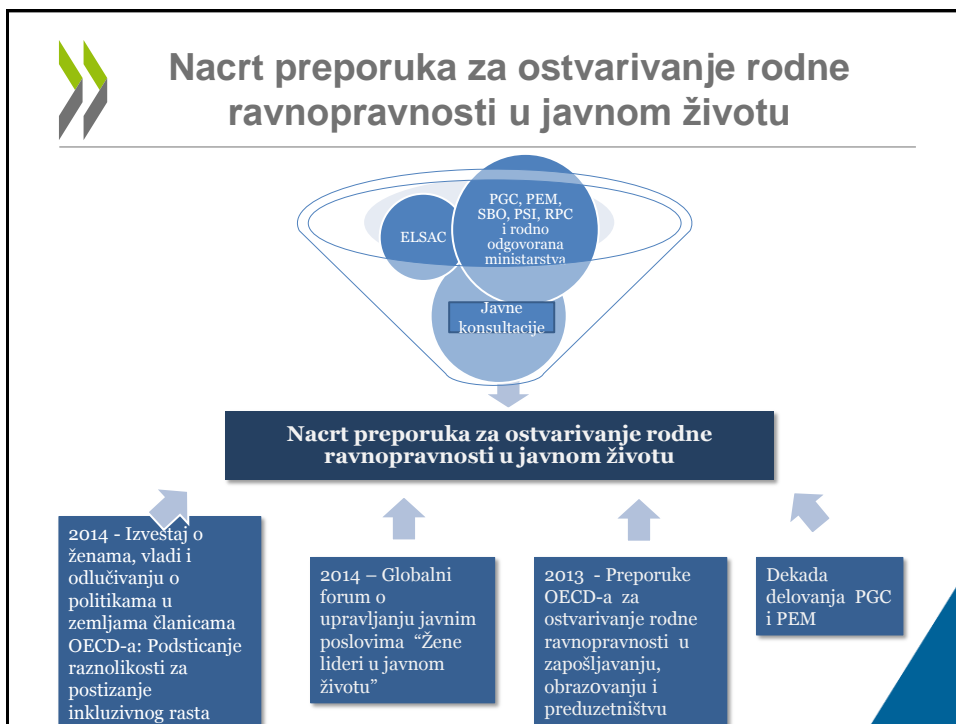 Nacrt preporuka za ostvarivanje rodne
ravnopravnosti u javnom životu
ELSAC
PGC, PEM,
SBO, PSI, RPC
i rodno
odgovorana
ministarstva
Javne
konsultacije
Nacrt preporuka za ostvarivanje rodne
ravnopravnosti u javnom životu
2014 - Izveštaj o
ženama, vladi i
odlučivanju o
politikama u
zemljama članicama
OECD-a: Podsticanje
raznolikosti za
postizanje
inkluzivnog rasta
2014 – Globalni
forum o
upravljanju javnim
poslovima “Žene
lideri u javnom
životu”
2013 - Preporuke
OECD-a za
ostvarivanje rodne
ravnopravnosti u
zapošljavanju,
obrazovanju i
preduzetništvu
Dekada
delovanja PGC
i PEM